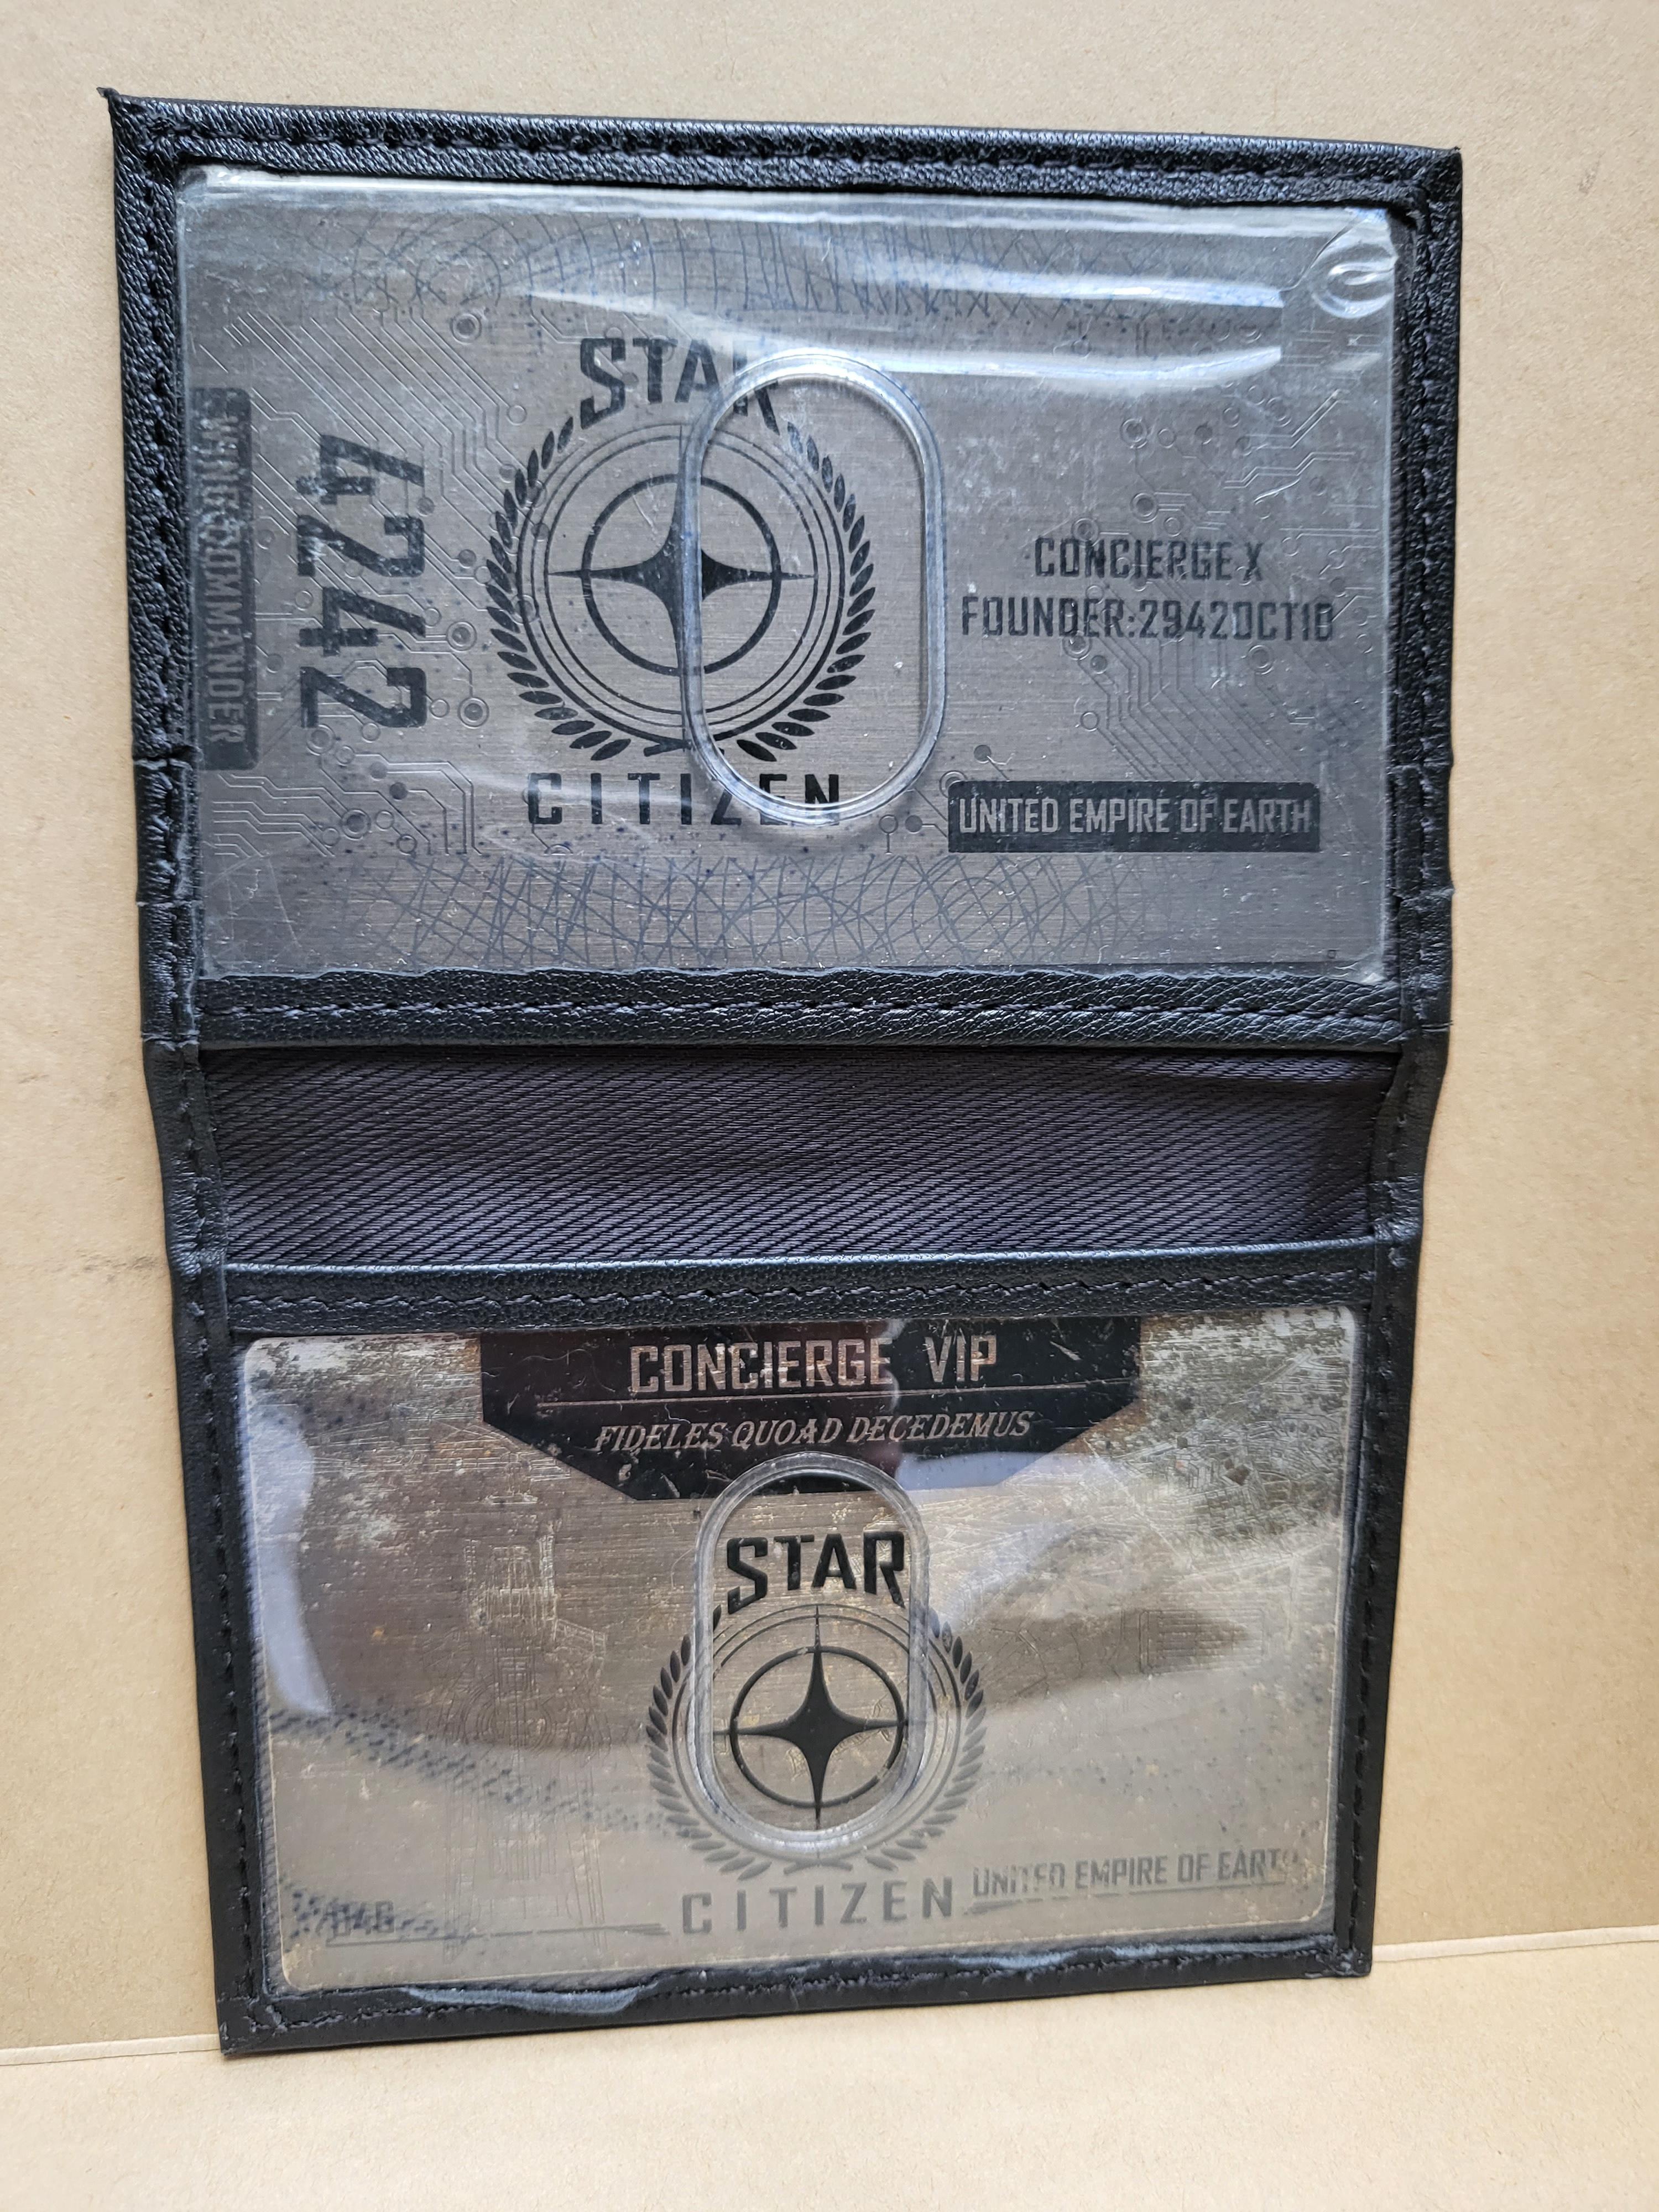 WING COMMANDER
4242
STAR
CITIZEN
CONCIERGE X
FOUNDER:2942OCT18
UNITED EMPIRE OF EARTH
CONCIERGE VIP
FIDELES QUOAD DECEDEMUS
STAR
CITIZEN
UNITED EMPIRE OF EARTH